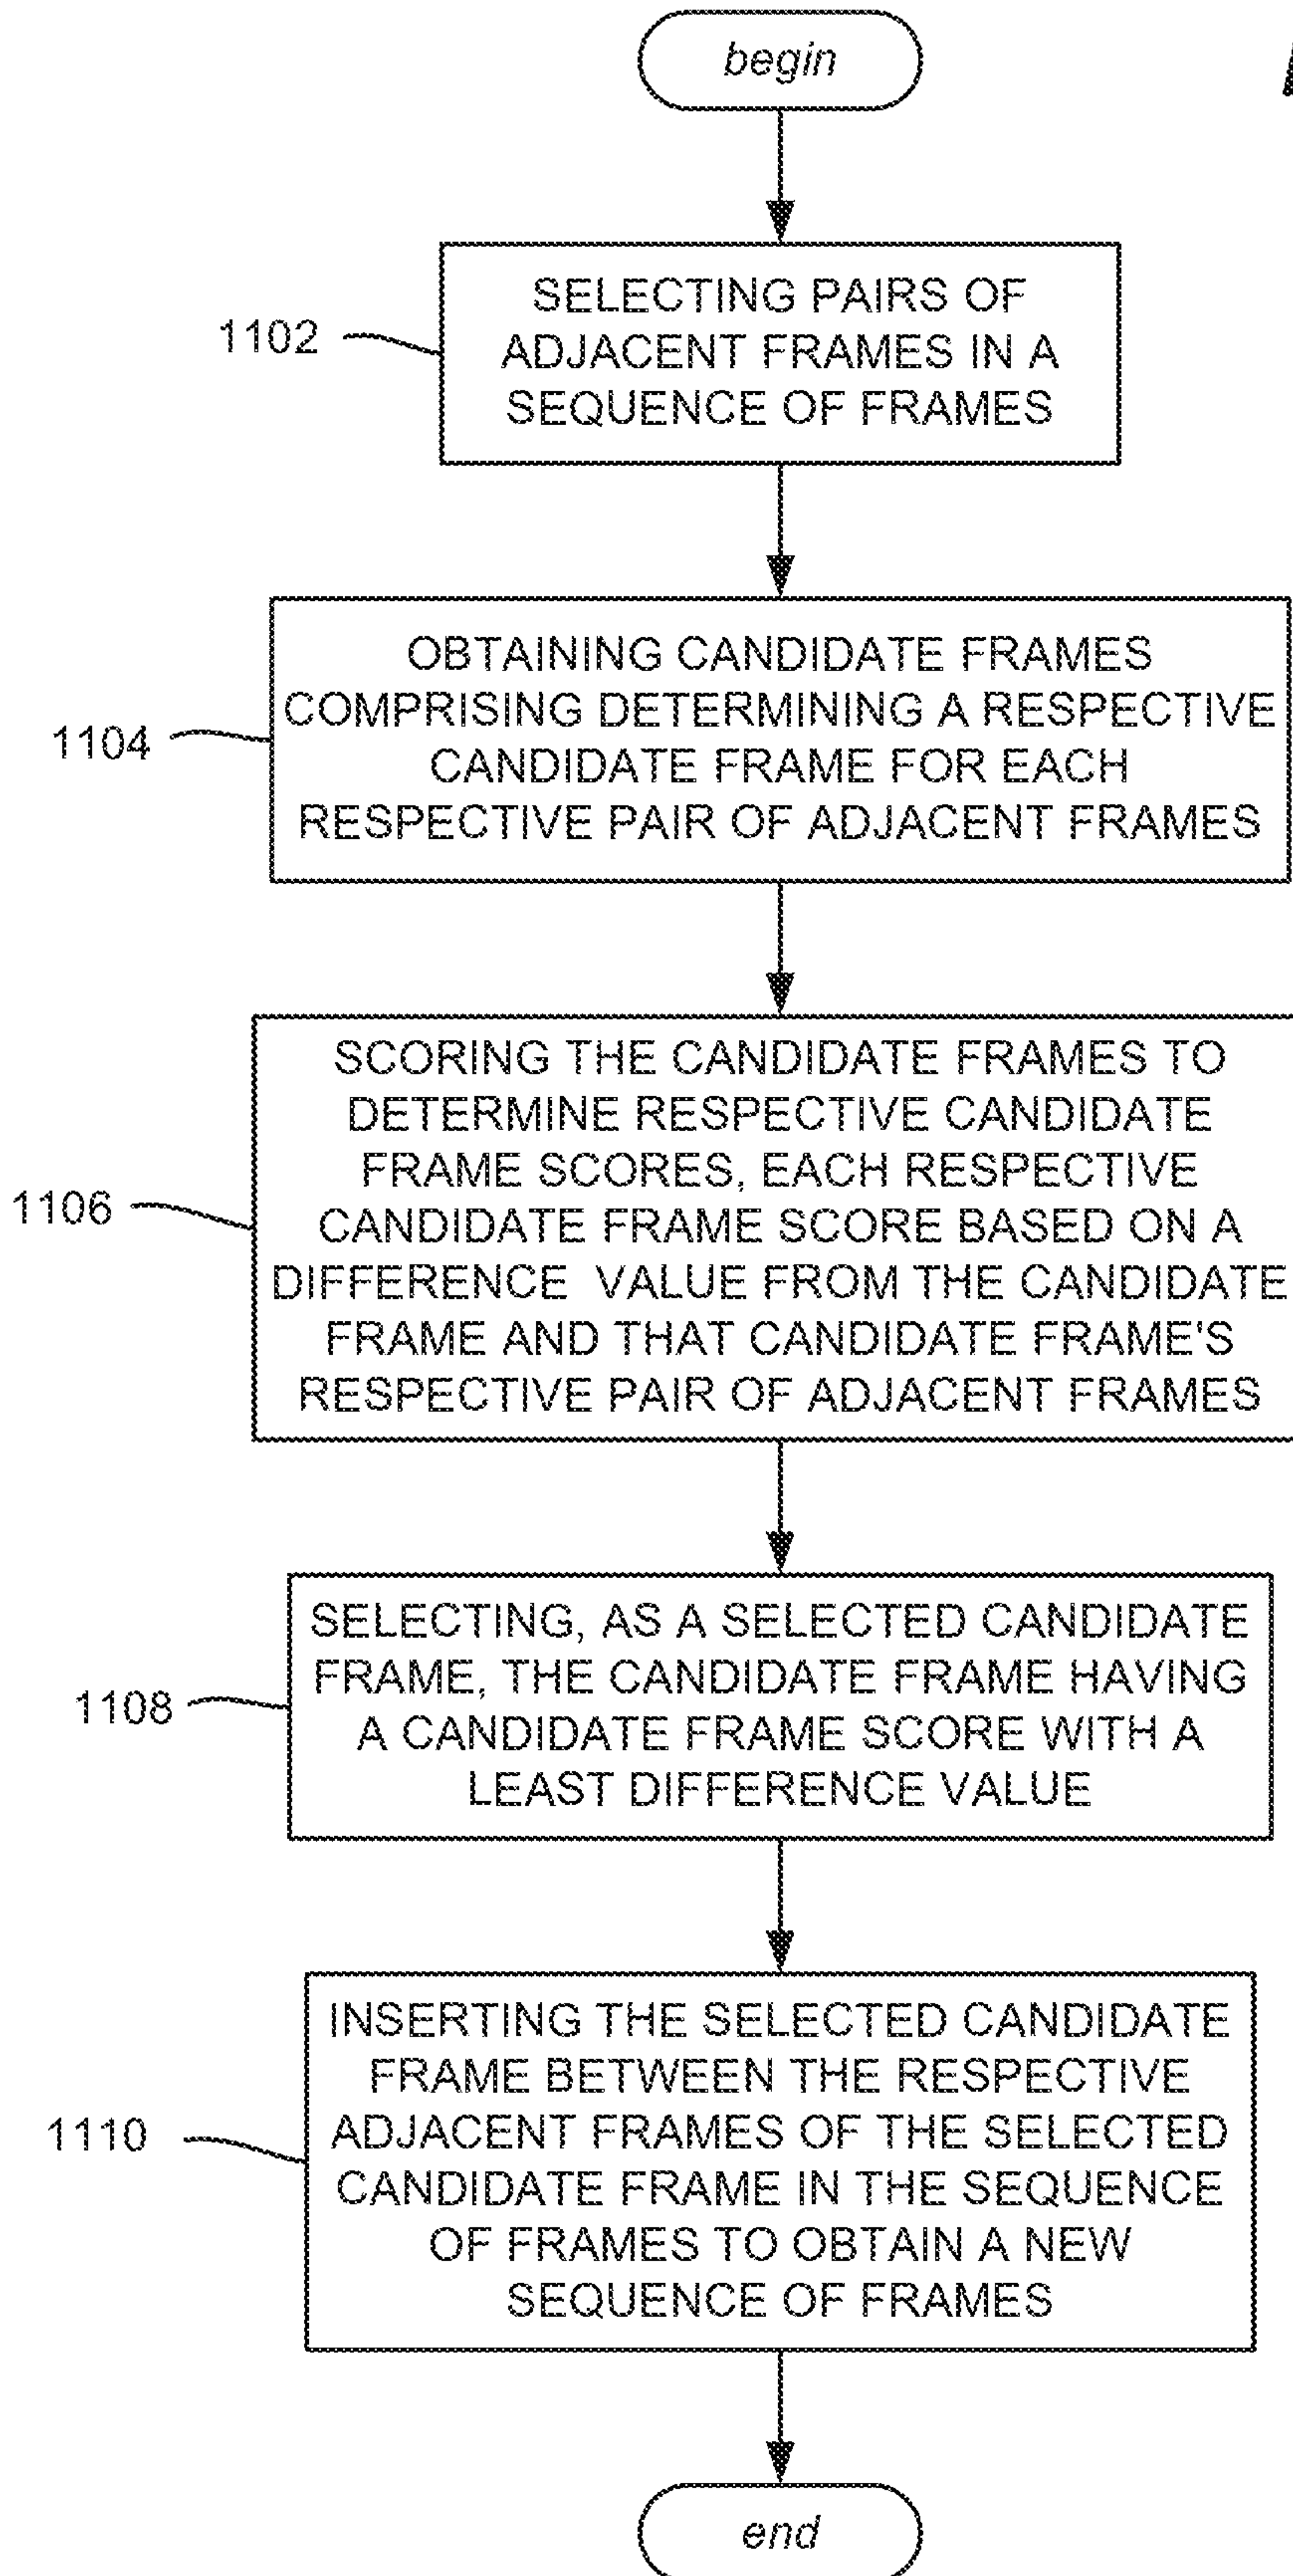 begin
SELECTING PAIRS OF
ADJACENT FRAMES IN A
SEQUENCE OF FRAMES
1102
OBTAINING CANDIDATE FRAMES
COMPRISING DETERMINING A RESPECTIVE
CANDIDATE FRAME FOR EACH
RESPECTIVE PAIR OF ADJACENT FRAMES
1104
SCORING THE CANDIDATE FRAMES TO
DETERMINE RESPECTIVE CANDIDATE
FRAME SCORES, EACH RESPECTIVE
CANDIDATE FRAME SCORE BASED ON A
DIFFERENCE VALUE FROM THE CANDIDATE
FRAME AND THAT CANDIDATE FRAME'S
RESPECTIVE PAIR OF ADJACENT FRAMES
1106
SELECTING, AS A SELECTED CANDIDATE
FRAME, THE CANDIDATE FRAME HAVING
A CANDIDATE FRAME SCORE WITH A
LEAST DIFFERENCE VALUE
1108
INSERTING THE SELECTED CANDIDATE
FRAME BETWEEN THE RESPECTIVE
ADJACENT FRAMES OF THE SELECTED
CANDIDATE FRAME IN THE SEQUENCE
OF FRAMES TO OBTAIN A NEW
SEQUENCE OF FRAMES
1110
end